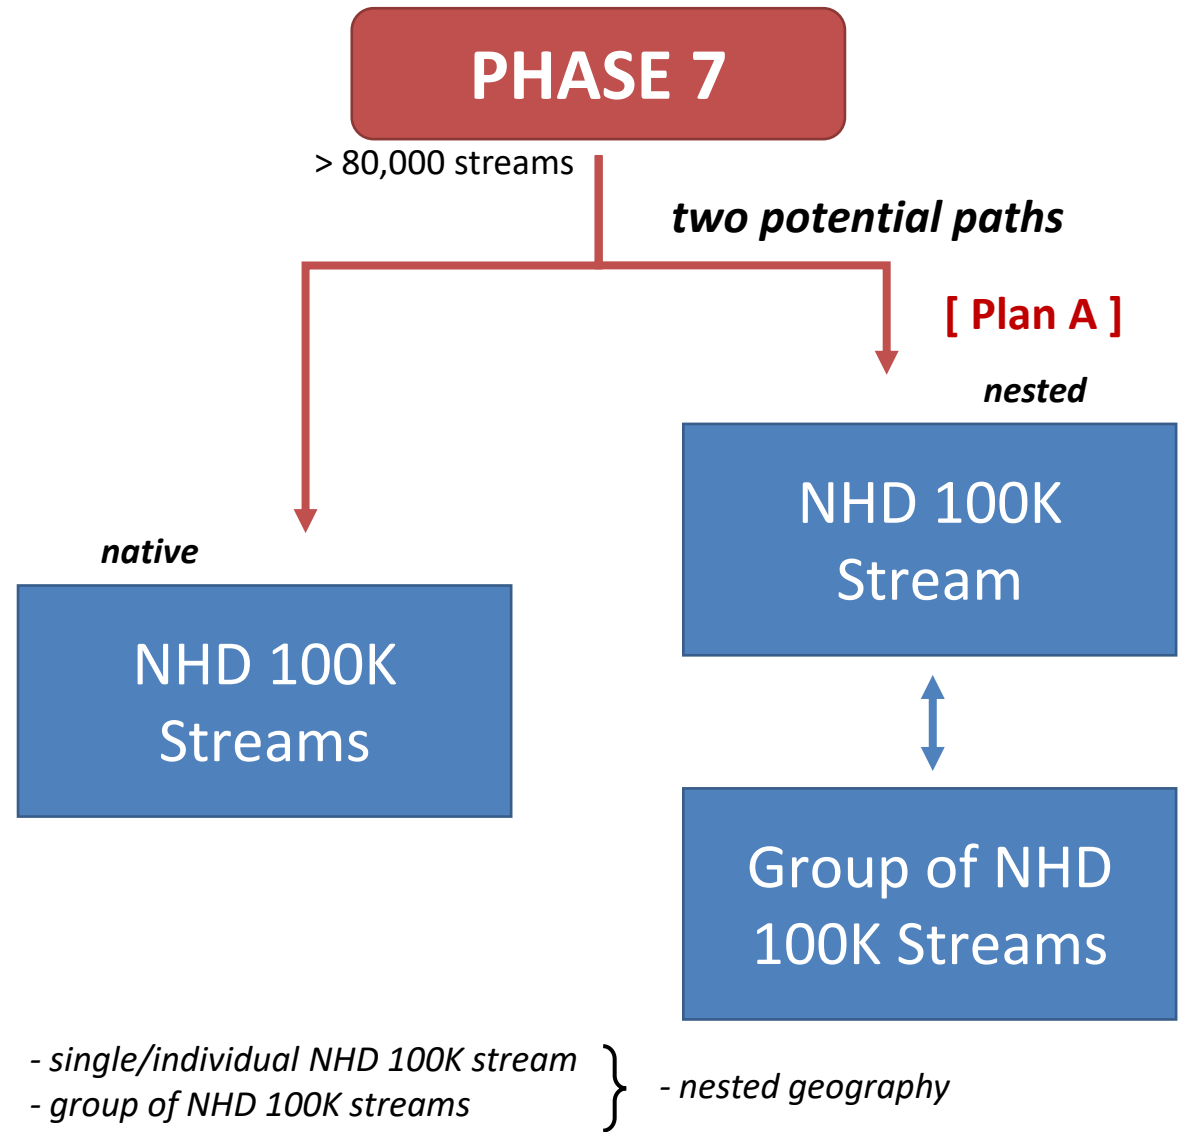 PHASE 7
> 80,000 streams
two potential paths
[ Plan A ]
nested
NHD 100K
Stream
native
NHD 100K
Streams
Group of NHD
100K Streams
- single/individual NHD 100K stream
- group of NHD 100K streams
- nested geography